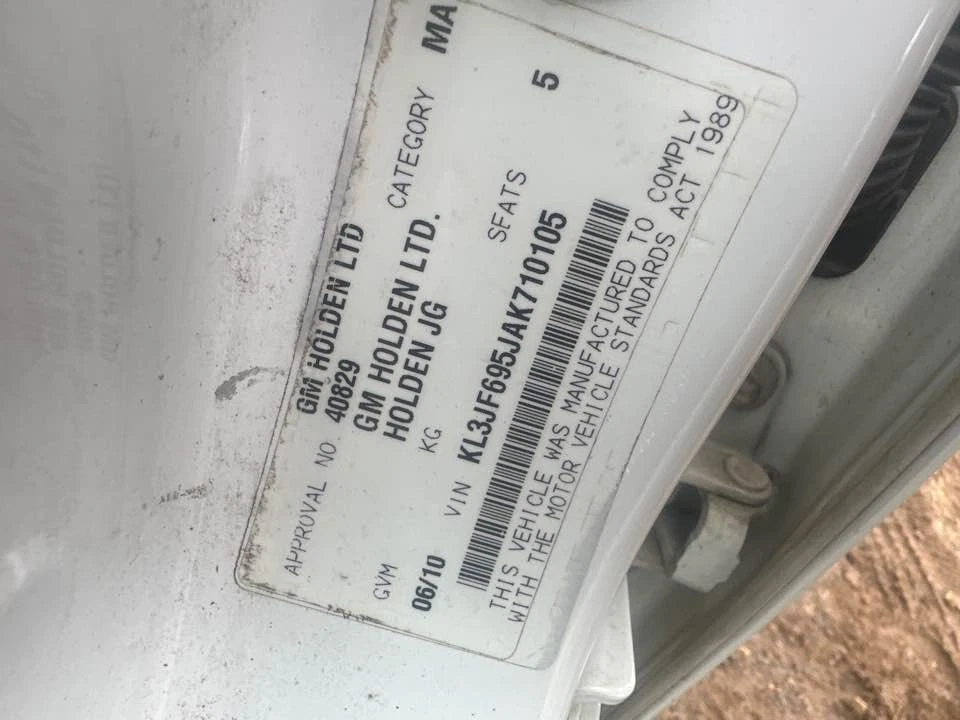 GM HOLDEN LTD
APPROVAL NO 40829 CATEGORY MA
GM HOLDEN LTD.
HOLDEN JG
GVM KG SEATS 5
06/10 VIN KL3JF695JAK710105
THIS VEHICLE WAS MANUFACTURED TO COMPLY
WITH THE MOTOR VEHICLE STANDARDS ACT 1989